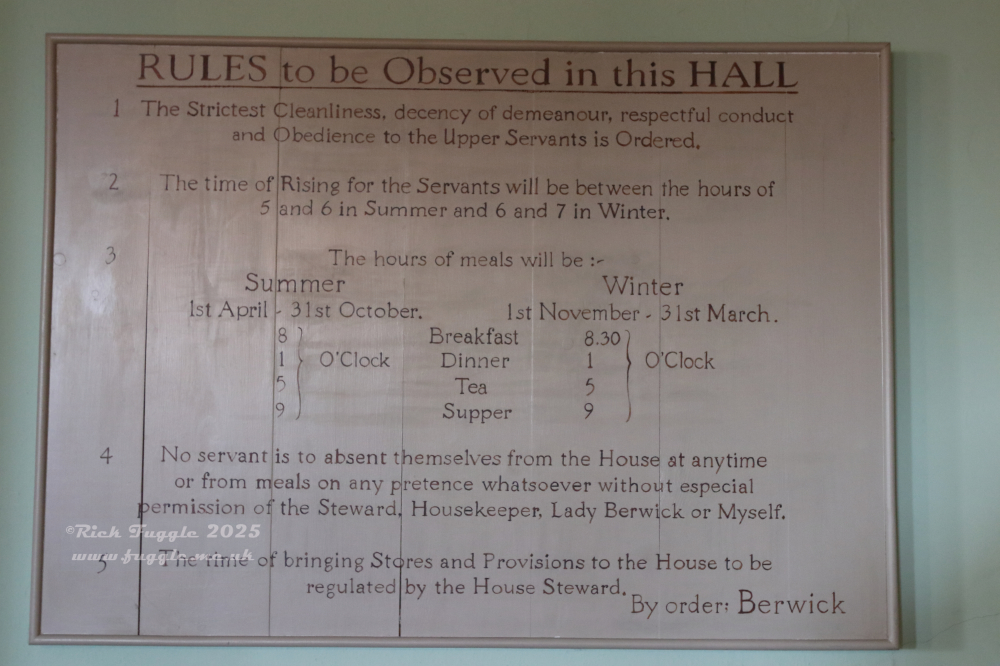 RULES to be Observed in this HALL
1 The Strictest Cleanliness, decency of demeanour, respectful conduct
and Obedience to the Upper Servants is Ordered.
2 The time of Rising for the Servants will be between the hours of
5 and 6 in Summer and 6 and 7 in Winter.
3 The hours of meals will be :-
Summer Winter
1st April - 31st October. 1st November - 31st March.
8 Breakfast 8.30
1 O'Clock Dinner 1 O'Clock
5 Tea 5
9 Supper 9
4 No servant is to absent themselves from the House at anytime
or from meals on any pretence whatsoever without especial
permission of the Steward, Housekeeper, Lady Berwick or Myself.
©Rich Fuggle 2025
www.fuggle.me.uk
5 The time of bringing Stores and Provisions to the House to be
regulated by the House Steward.
By order: Berwick